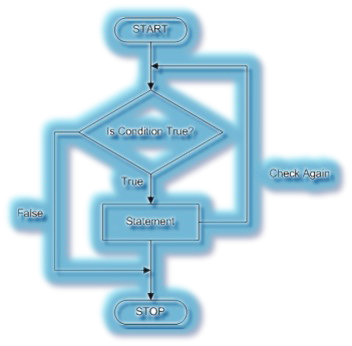 START
Is Condition True?
True
Check Again
False
Statement
STOP